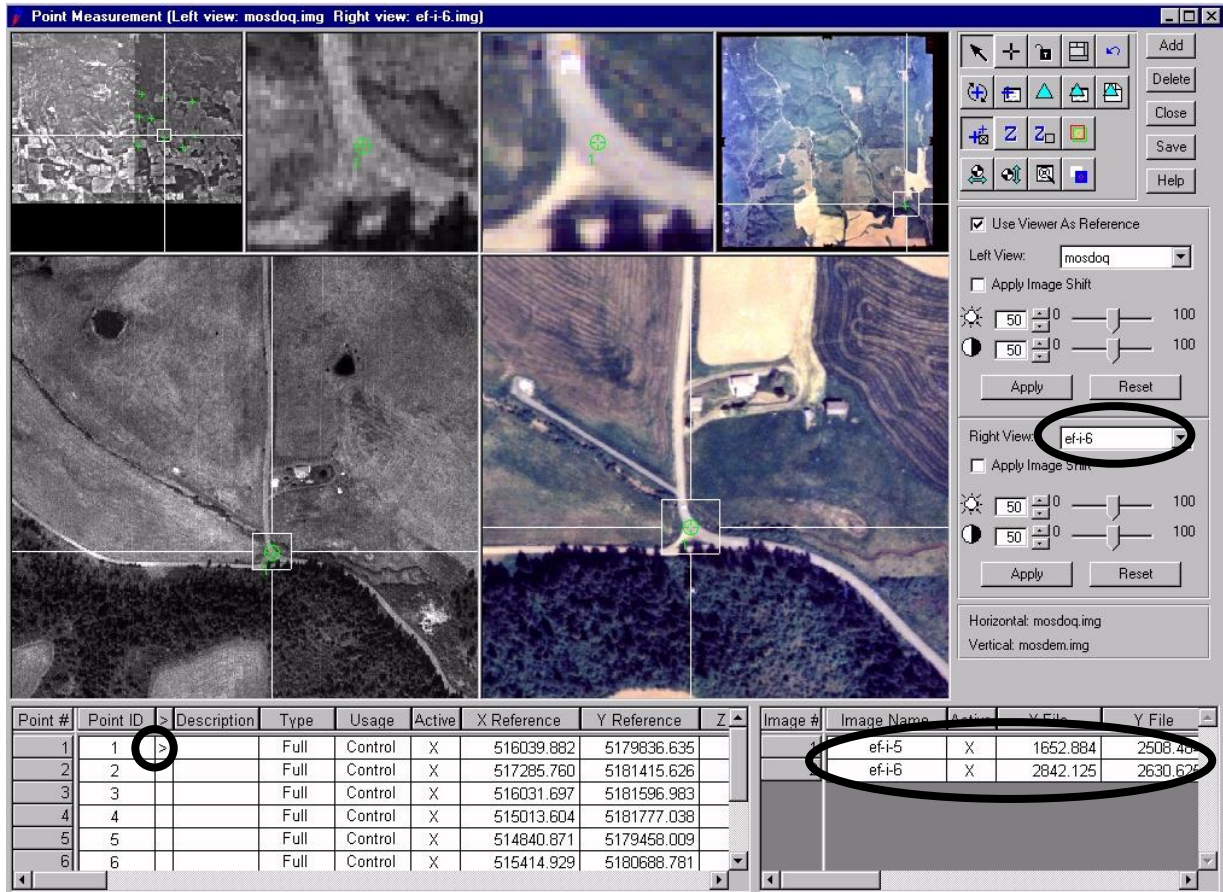 Point Measurement (Left view: mosdoq.img Right view: ef-i-6.img)
Add
Delete
Close
Save
Help
Use Viewer As Reference
Left View: mosdoq
Apply Image Shift
50 0 100
50 0 100
Apply Reset
Right View: ef-i-6
Apply Image Shift
50 0 100
50 0 100
Apply Reset
Horizontal: mosdoq.img
Vertical: mosdem.img
1
Point # Point ID > Description Type Usage Active X Reference Y Reference Z
1 1 > Full Control X 516039.882 5179836.635
2 2 Full Control X 517285.760 5181415.626
3 3 Full Control X 516031.697 5181596.983
4 4 Full Control X 515013.604 5181777.038
5 5 Full Control X 514840.871 5179458.009
6 6 Full Control X 515414.929 5180688.781
Image # Image Name Active X File Y File
1 ef-i-5 X 1652.884 2508.4
ef-i-6 X 2842.125 2630.625